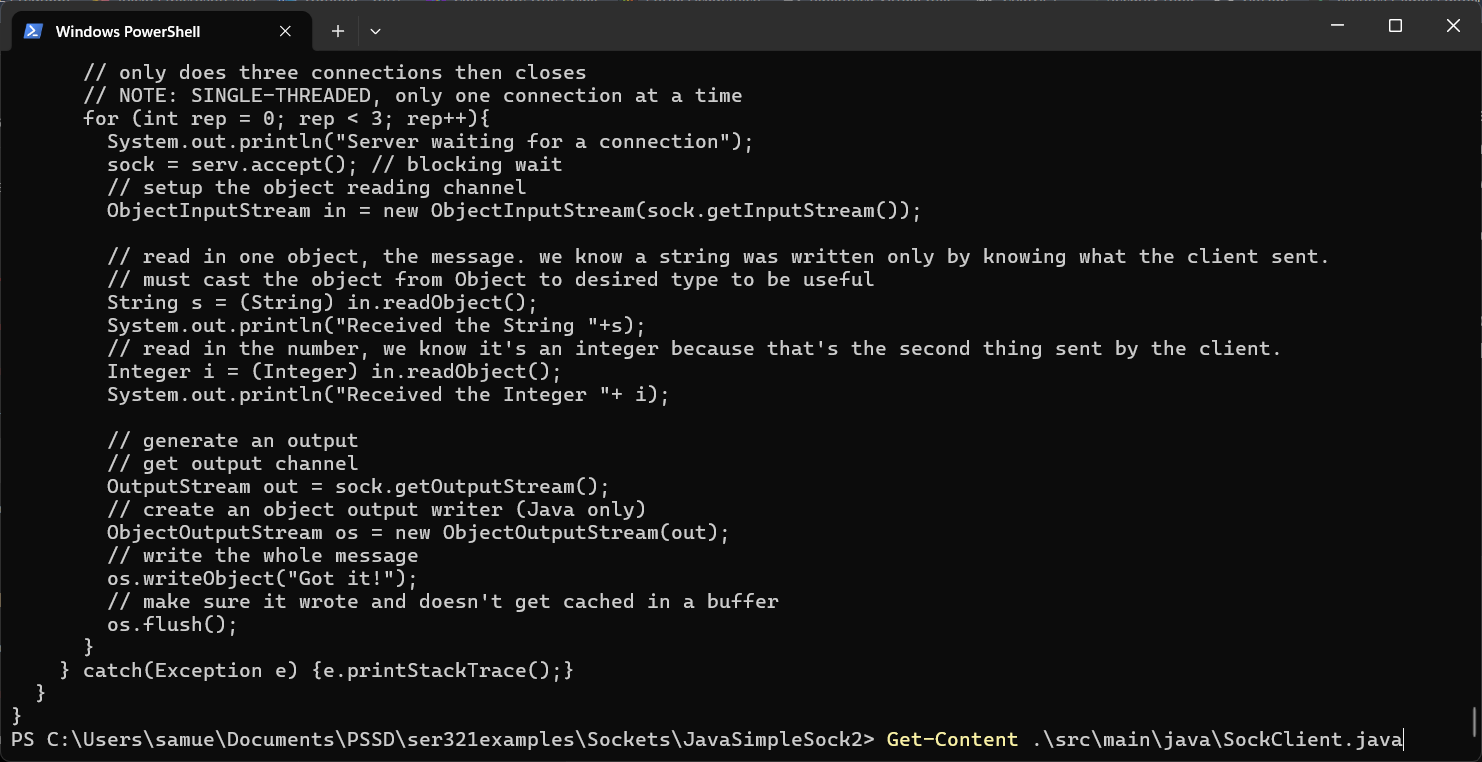 Windows PowerShell
// only does three connections then closes
// NOTE: SINGLE-THREADED, only one connection at a time
for (int rep = 0; rep < 3; rep++){
System.out.println("Server waiting for a connection");
sock = serv.accept(); // blocking wait
// setup the object reading channel
ObjectInputStream in = new ObjectInputStream(sock.getInputStream());
// read in one object, the message. we know a string was written only by knowing what the client sent.
// must cast the object from Object to desired type to be useful
String s = (String) in.readObject();
System.out.println("Received the String "+s);
// read in the number, we know it's an integer because that's the second thing sent by the client.
Integer i = (Integer) in.readObject();
System.out.println("Received the Integer "+ i);
// generate an output
// get output channel
OutputStream out = sock.getOutputStream();
// create an object output writer (Java only)
ObjectOutputStream os = new ObjectOutputStream(out);
// write the whole message
os.writeObject("Got it!");
// make sure it wrote and doesn't get cached in a buffer
os.flush();
}
} catch(Exception e) {e.printStackTrace();}
}
}
PS C:\Users\samue\Documents\PSSD\ser321examples\Sockets\JavaSimpleSock2> Get-Content .\src\main\java\SockClient.java